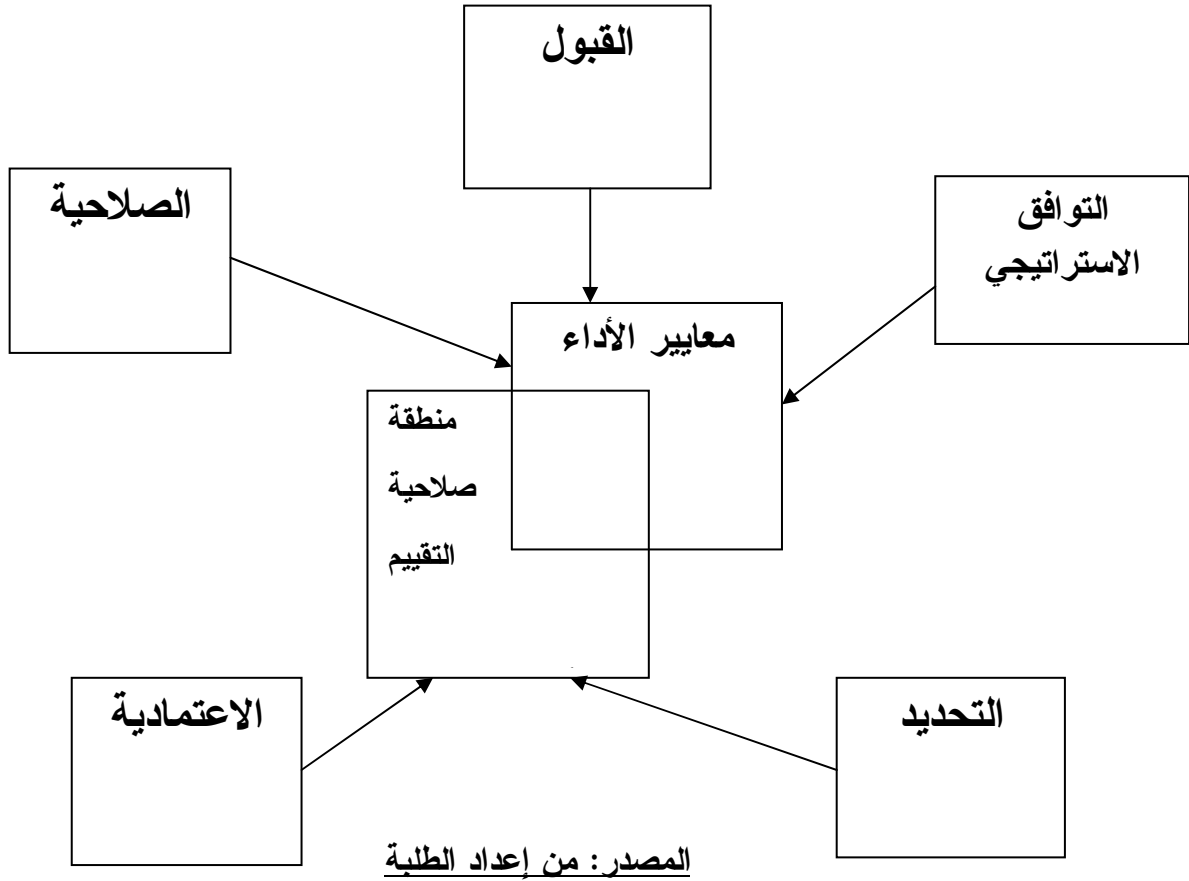 القبول
الصلاحية
التوافق
الاستراتيجي
معايير الأداء
منطقة
صلاحية
التقييم
الاعتمادية
التحديد
المصدر: من إعداد الطلبة